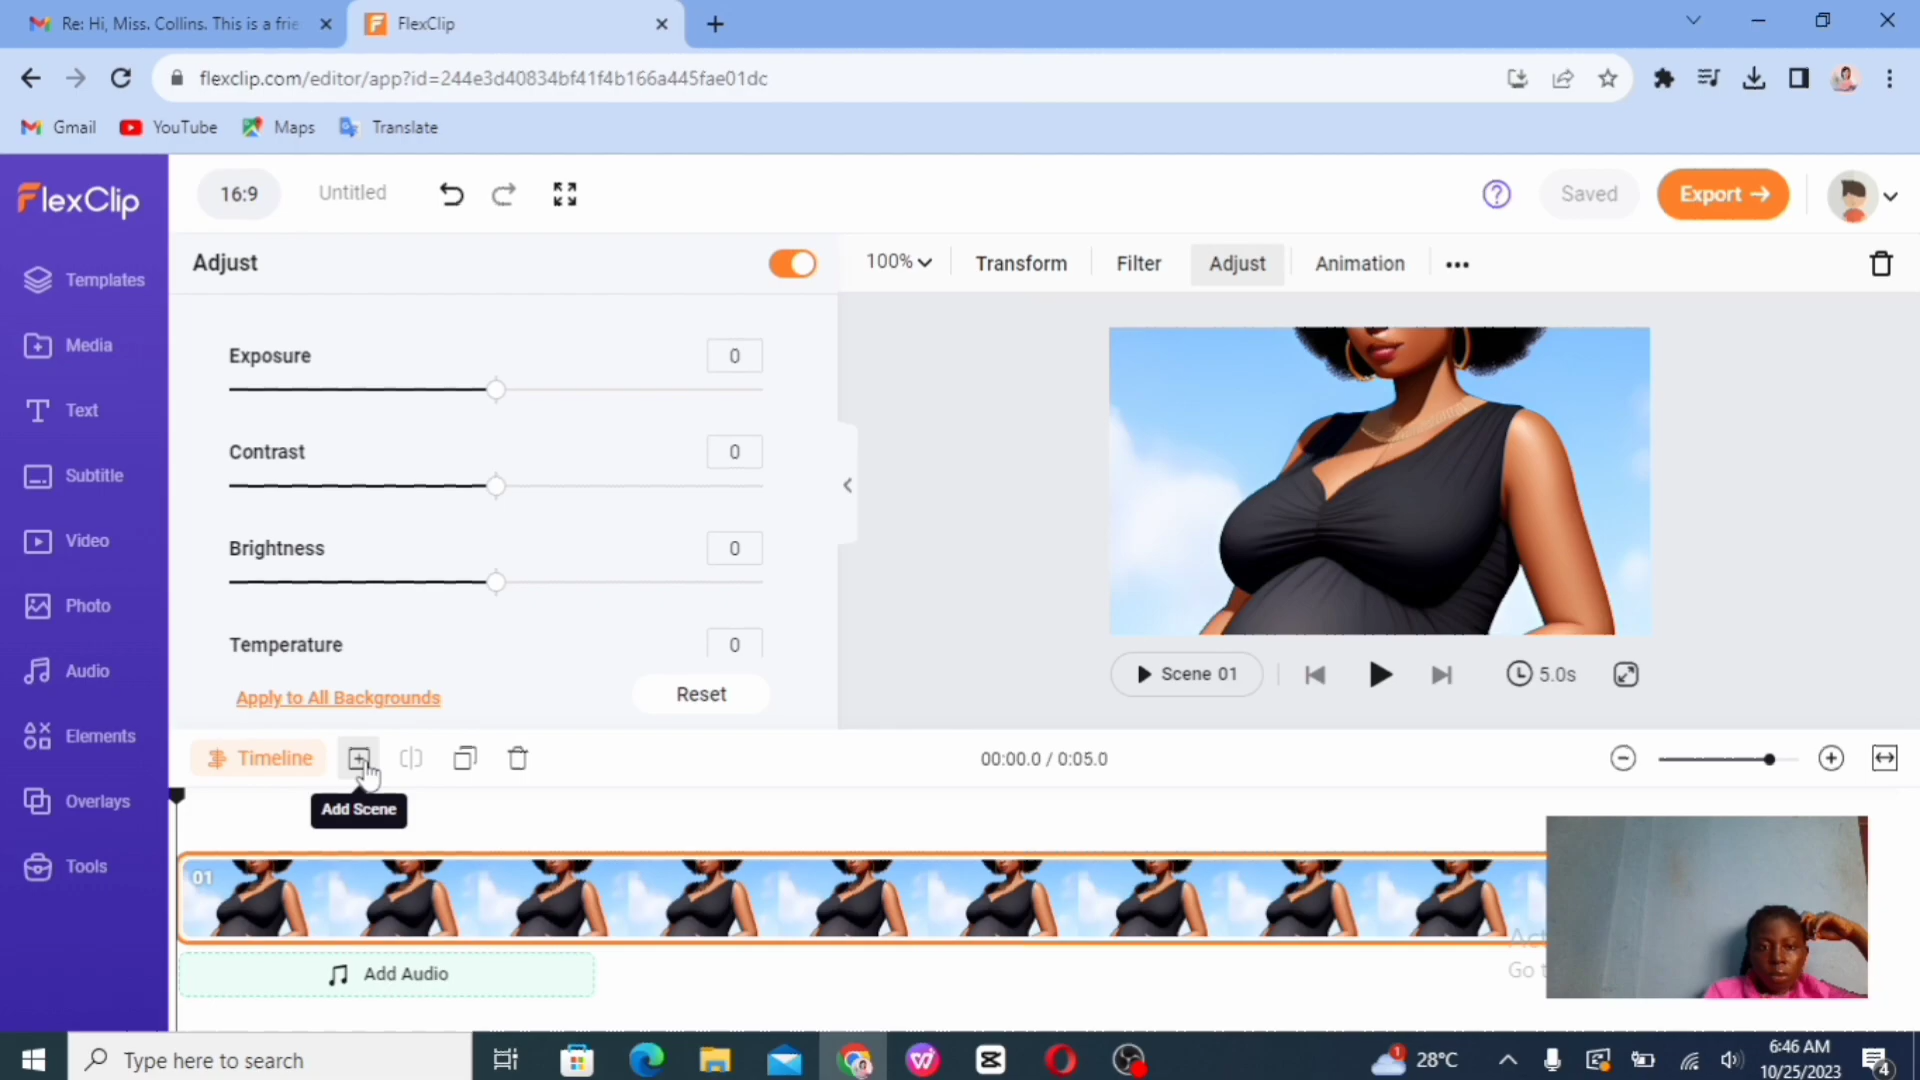 Re: Hi, Miss. Collins. This is a frie
FlexClip
flexclip.com/editor/app?id=244e3d40834bf41f4b166a445fae01dc
Gmail
YouTube
Maps
Translate
FlexClip
16:9
Untitled
Saved
Export
Adjust
100%
Transform
Filter
Adjust
Animation
Templates
Media
Text
Subtitle
Video
Photo
Audio
Elements
Overlays
Tools
Exposure
0
Contrast
0
Brightness
0
Temperature
0
Apply to All Backgrounds
Reset
Scene 01
5.0s
Timeline
00:00.0 / 0:05.0
Add Scene
01
Add Audio
Act
Go t
Type here to search
1
28°C
6:46 AM
10/25/2023
4